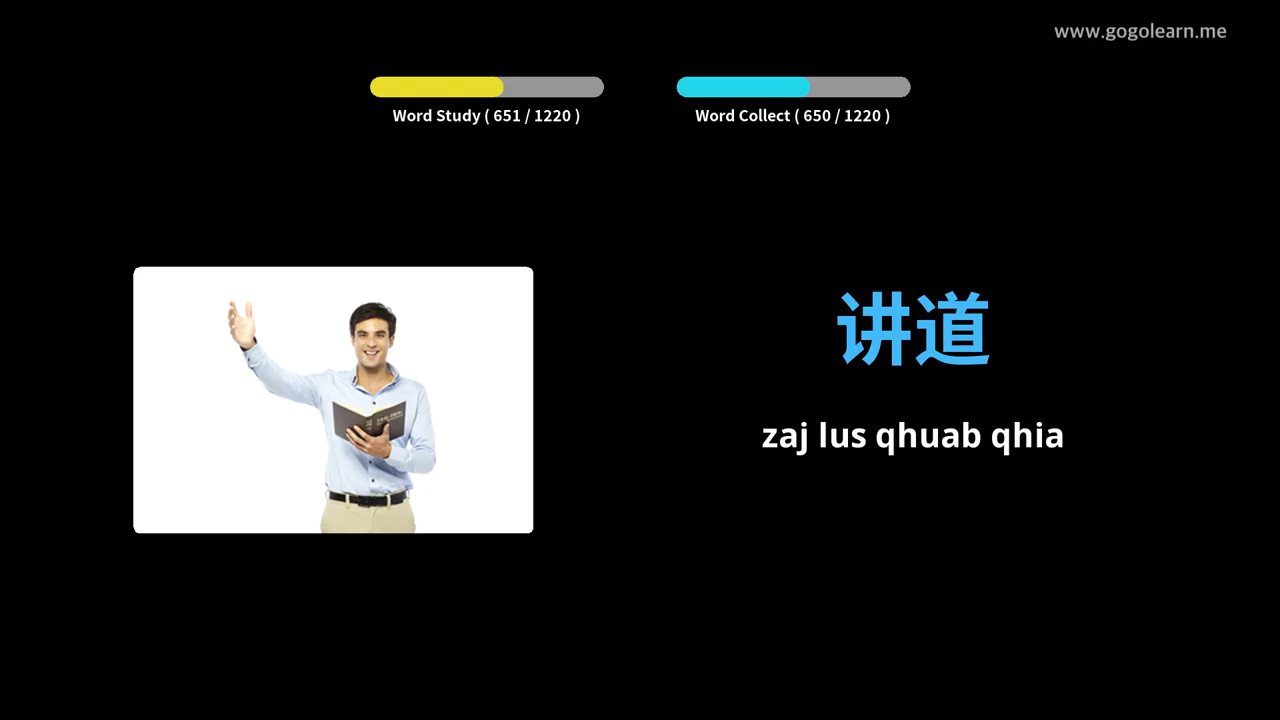 www.gogolearn.me
Word Study ( 651 / 1220 )
Word Collect ( 650 / 1220 )
讲道
zaj lus qhuab qhia